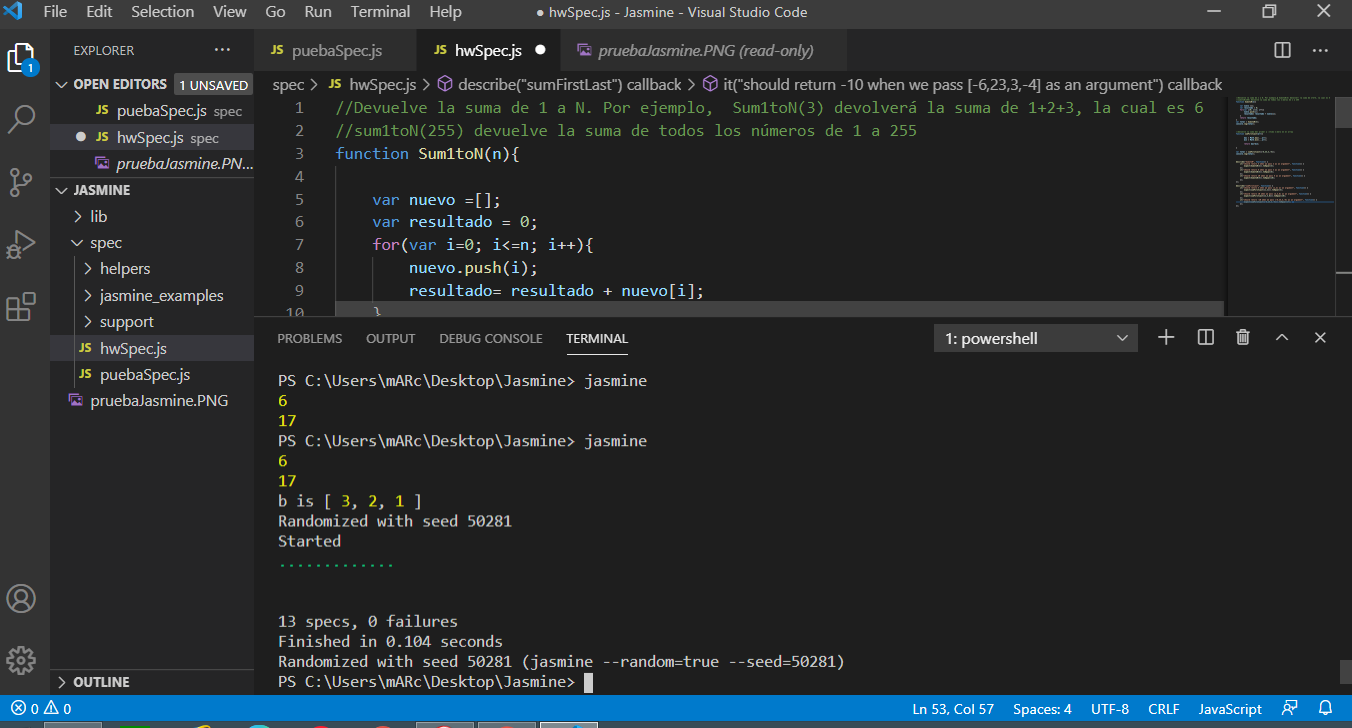 File Edit Selection View Go Run Terminal Help ● hwSpec.js - Jasmine - Visual Studio Code
EXPLORER
OPEN EDITORS 1 UNSAVED
JS puebaSpec.js spec
● JS hwSpec.js spec
pruebaJasmine.PN...
JASMINE
lib
spec
helpers
jasmine_examples
support
JS hwSpec.js
JS puebaSpec.js
pruebaJasmine.PNG
OUTLINE
1
JS puebaSpec.js JS hwSpec.js ● pruebaJasmine.PNG (read-only)
spec > JS hwSpec.js > describe("sumFirstLast") callback > it("should return -10 when we pass [-6,23,3,-4] as an argument") callback
1 //Devuelve la suma de 1 a N. Por ejemplo,  Sum1toN(3) devolverá la suma de 1+2+3, la cual es 6
2 //sum1toN(255) devuelve la suma de todos los números de 1 a 255
3 function Sum1toN(n){
4
5 var nuevo =[];
6 var resultado = 0;
7 for(var i=0; i<=n; i++){
8 nuevo.push(i);
9 resultado= resultado + nuevo[i];
10 }
PROBLEMS OUTPUT DEBUG CONSOLE TERMINAL 1: powershell
PS C:\Users\mARc\Desktop\Jasmine> jasmine
6
17
PS C:\Users\mARc\Desktop\Jasmine> jasmine
6
17
b is [ 3, 2, 1 ]
Randomized with seed 50281
Started
.............
13 specs, 0 failures
Finished in 0.104 seconds
Randomized with seed 50281 (jasmine --random=true --seed=50281)
PS C:\Users\mARc\Desktop\Jasmine>
0 0 Ln 53, Col 57 Spaces: 4 UTF-8 CRLF JavaScript